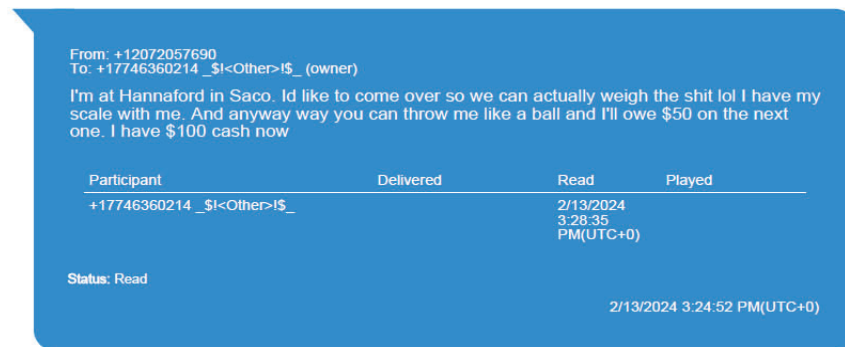 From: +12072057690
To: +17746360214 _$!<Other>!$_ (owner)
I'm at Hannaford in Saco. Id like to come over so we can actually weigh the shit lol I have my
scale with me. And anyway way you can throw me like a ball and I'll owe $50 on the next
one. I have $100 cash now
Participant Delivered Read Played
+17746360214 _$!<Other>!$_ 2/13/2024
3:28:35
PM(UTC+0)
Status: Read
2/13/2024 3:24:52 PM(UTC+0)